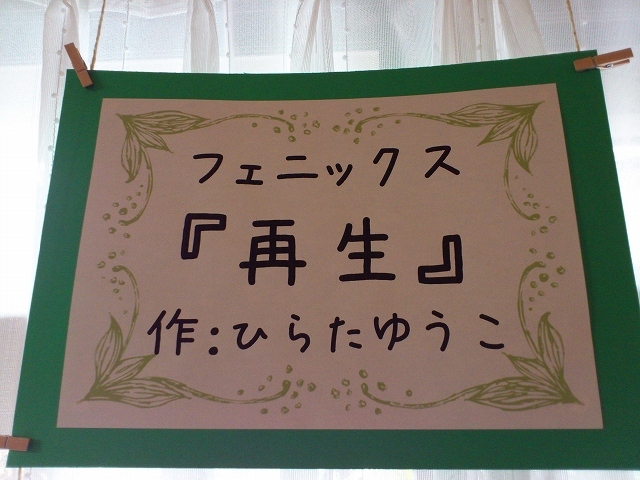 フェニックス
『再生』
作:ひらたゆうこ